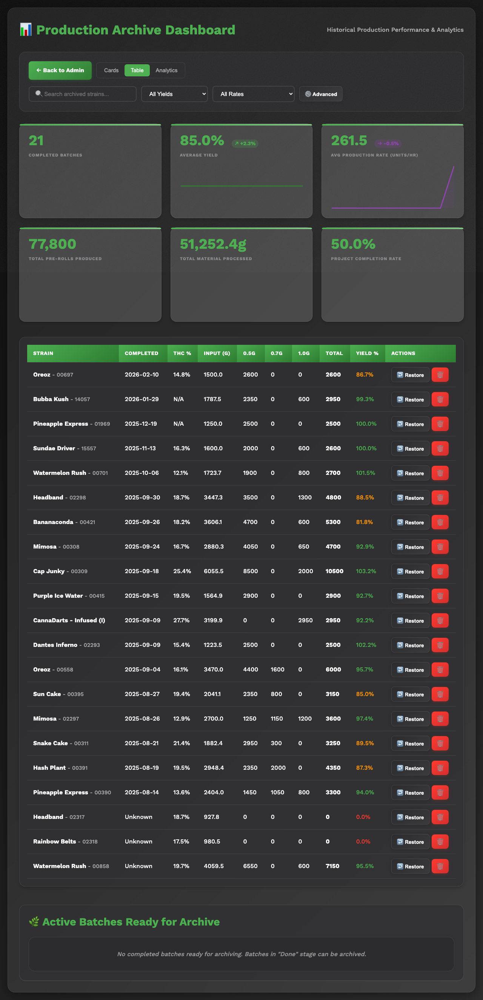 📊 Production Archive Dashboard
Historical Production Performance & Analytics
← Back to Admin
Cards Table Analytics
🔍 Search archived strains...
All Yields
All Rates
⚙️ Advanced
21
COMPLETED BATCHES
85.0% ↗ +2.3%
AVERAGE YIELD
261.5 → -0.5%
AVG PRODUCTION RATE (UNITS/HR)
77,800
TOTAL PRE-ROLLS PRODUCED
51,252.4g
TOTAL MATERIAL PROCESSED
50.0%
PROJECT COMPLETION RATE
STRAIN COMPLETED THC % INPUT (G) 0.5G 0.7G 1.0G TOTAL YIELD % ACTIONS
Oreoz - 00697 2026-02-10 14.8% 1500.0 2600 0 0 2600 86.7% Restore
Bubba Kush - 14057 2026-01-29 N/A 1787.5 2350 0 600 2950 99.3% Restore
Pineapple Express - 01969 2025-12-19 N/A 1250.0 2500 0 0 2500 100.0% Restore
Sundae Driver - 15557 2025-11-13 16.3% 1600.0 2000 0 600 2600 100.0% Restore
Watermelon Rush - 00701 2025-10-06 12.1% 1723.7 1900 0 800 2700 101.5% Restore
Headband - 02298 2025-09-30 18.7% 3447.3 3500 0 1300 4800 88.5% Restore
Bananaconda - 00421 2025-09-26 18.2% 3606.1 4700 0 600 5300 81.8% Restore
Mimosa - 00308 2025-09-24 16.7% 2880.3 4050 0 650 4700 92.9% Restore
Cap Junky - 00309 2025-09-18 25.4% 6055.5 8500 0 2000 10500 103.2% Restore
Purple Ice Water - 00415 2025-09-15 19.5% 1564.9 2900 0 0 2900 92.7% Restore
CannaDarts - Infused (I) 2025-09-09 27.7% 3199.9 0 0 2950 2950 92.2% Restore
Dantes Inferno - 02293 2025-09-09 15.4% 1223.5 2500 0 0 2500 102.2% Restore
Oreoz - 00558 2025-09-04 16.1% 3470.0 4400 1600 0 6000 95.7% Restore
Sun Cake - 00395 2025-08-27 19.4% 2041.1 2350 800 0 3150 85.0% Restore
Mimosa - 02297 2025-08-26 12.9% 2700.0 1250 1150 1200 3600 97.4% Restore
Snake Cake - 00311 2025-08-21 21.4% 1882.4 2950 300 0 3250 89.5% Restore
Hash Plant - 00391 2025-08-19 19.5% 2948.4 2350 2000 0 4350 87.3% Restore
Pineapple Express - 00390 2025-08-14 13.6% 2404.0 1450 1050 800 3300 94.0% Restore
Headband - 02317 Unknown 18.7% 927.8 0 0 0 0 0.0% Restore
Rainbow Belts - 02318 Unknown 17.5% 980.5 0 0 0 0 0.0% Restore
Watermelon Rush - 00858 Unknown 19.7% 4059.5 6550 0 600 7150 95.5% Restore
🌿 Active Batches Ready for Archive
No completed batches ready for archiving. Batches in "Done" stage can be archived.